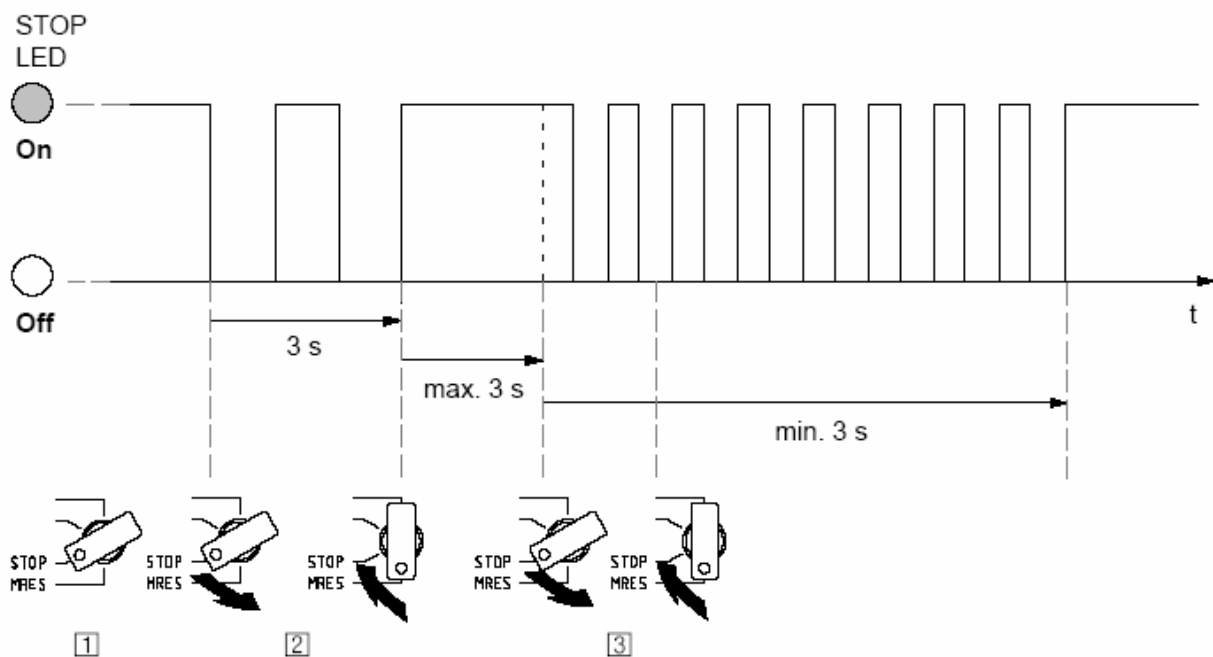 STOP
LED
On
Off
t
3 s
max. 3 s
min. 3 s
STOP
MRES
STOP
MRES
STOP
MRES
STOP
MRES
STOP
MRES
1
2
3